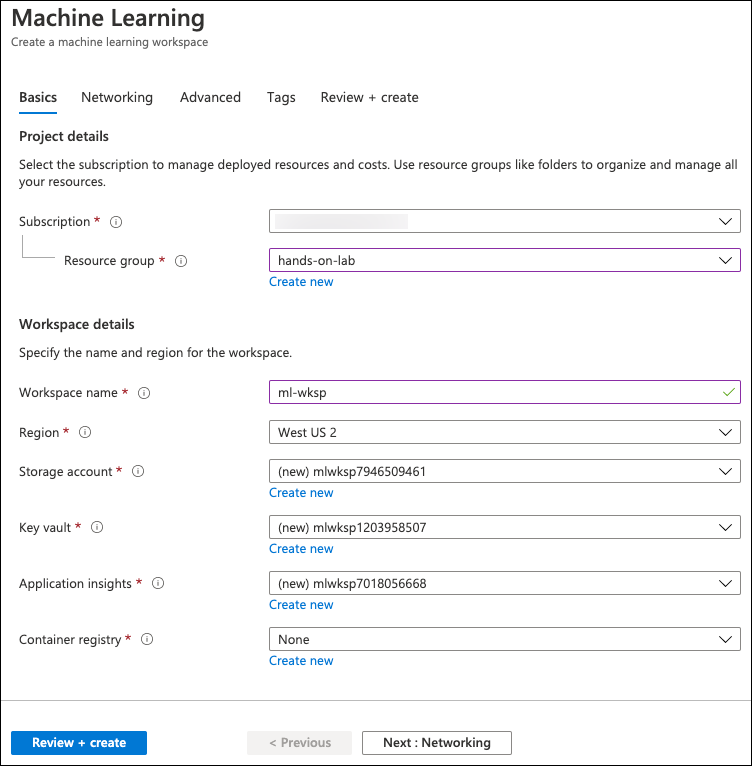 Machine Learning
Create a machine learning workspace
Basics Networking Advanced Tags Review + create
Project details
Select the subscription to manage deployed resources and costs. Use resource groups like folders to organize and manage all
your resources.
Subscription *
Resource group * hands-on-lab
Create new
Workspace details
Specify the name and region for the workspace.
Workspace name * ml-wksp
Region * West US 2
Storage account * (new) mlwksp7946509461
Create new
Key vault * (new) mlwksp1203958507
Create new
Application insights * (new) mlwksp7018056668
Create new
Container registry * None
Create new
Review + create < Previous Next : Networking